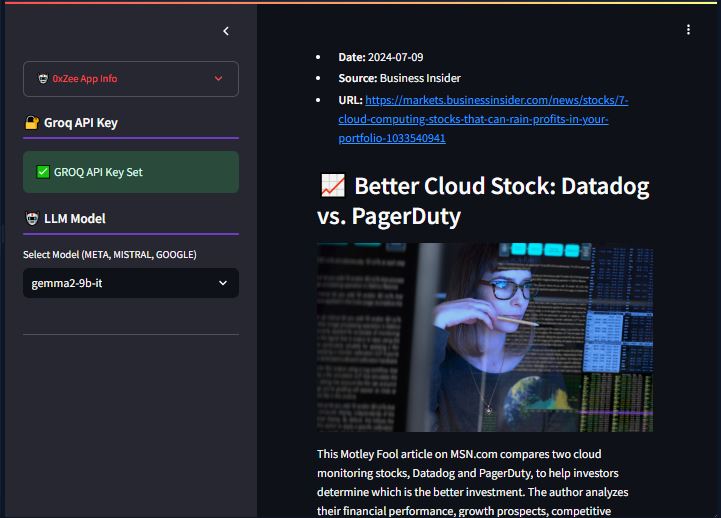 0xZee App Info
Groq API Key
GROQ API Key Set
LLM Model
Select Model (META, MISTRAL, GOOGLE)
gemma2-9b-it
Date: 2024-07-09
Source: Business Insider
URL: https://markets.businessinsider.com/news/stocks/7-
cloud-computing-stocks-that-can-rain-profits-in-your-
portfolio-1033540941
Better Cloud Stock: Datadog
vs. PagerDuty
This Motley Fool article on MSN.com compares two cloud
monitoring stocks, Datadog and PagerDuty, to help investors
determine which is the better investment. The author analyzes
their financial performance, growth prospects, competitive